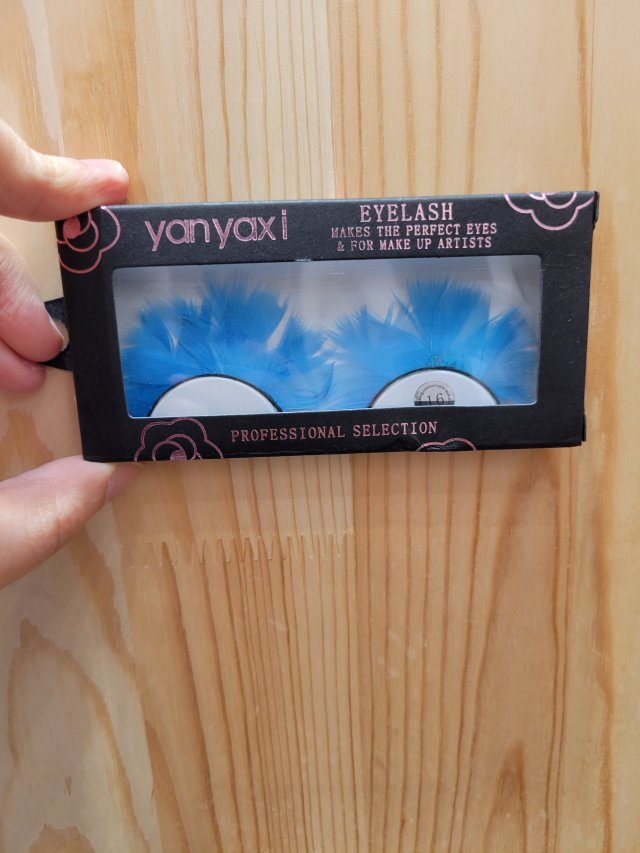 yanyaxi
EYELASH
MAKES THE PERFECT EYES
& FOR MAKE UP ARTISTS
16
PROFESSIONAL SELECTION